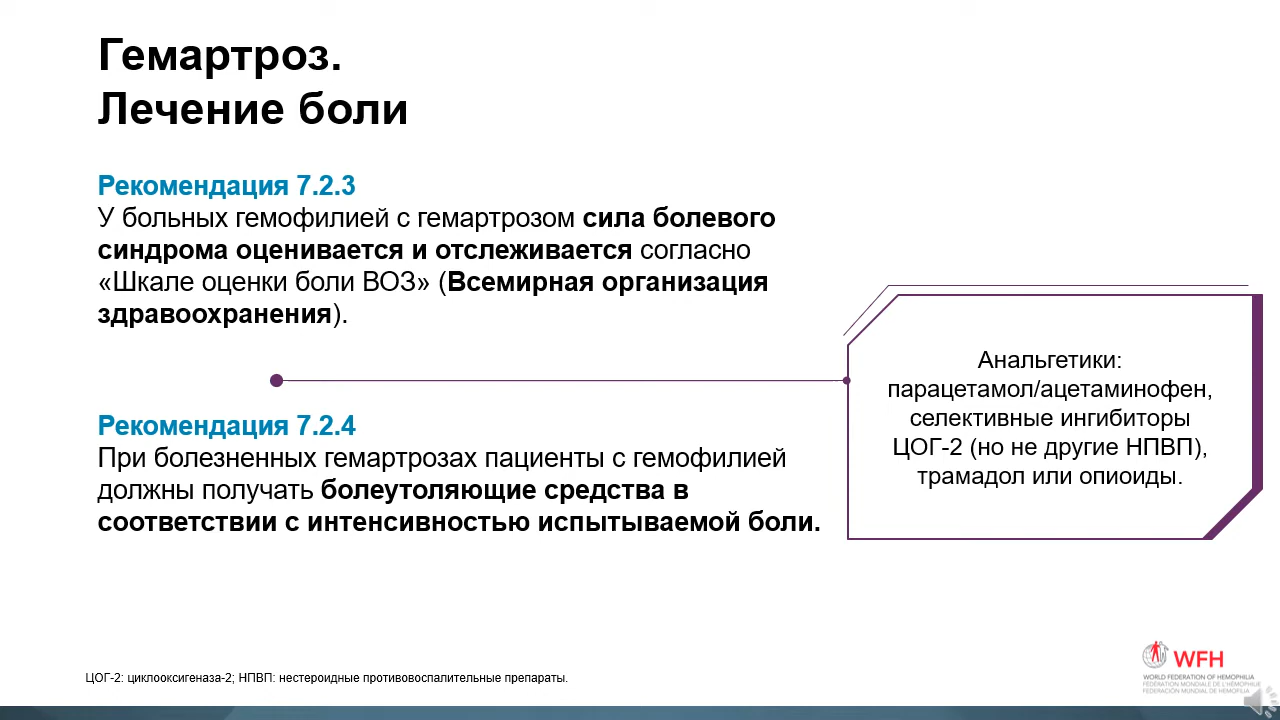 Гемартроз.
Лечение боли
Рекомендация 7.2.3
У больных гемофилией с гемартрозом сила болевого
синдрома оценивается и отслеживается согласно
«Шкале оценки боли ВОЗ» (Всемирная организация
здравоохранения).
Рекомендация 7.2.4
При болезненных гемартрозах пациенты с гемофилией
должны получать болеутоляющие средства в
соответствии с интенсивностью испытываемой боли.
Анальгетики:
парацетамол/ацетаминофен,
селективные ингибиторы
ЦОГ-2 (но не другие НПВП),
трамадол или опиоиды.
ЦОГ-2: циклооксигеназа-2; НПВП: нестероидные противовоспалительные препараты.
WFH
WORLD FEDERATION OF HEMOPHILIA
FÉDÉRATION MONDIALE DE L'HÉMOPHILIE
FEDERACIÓN MUNDIAL DE HEMOFILIA